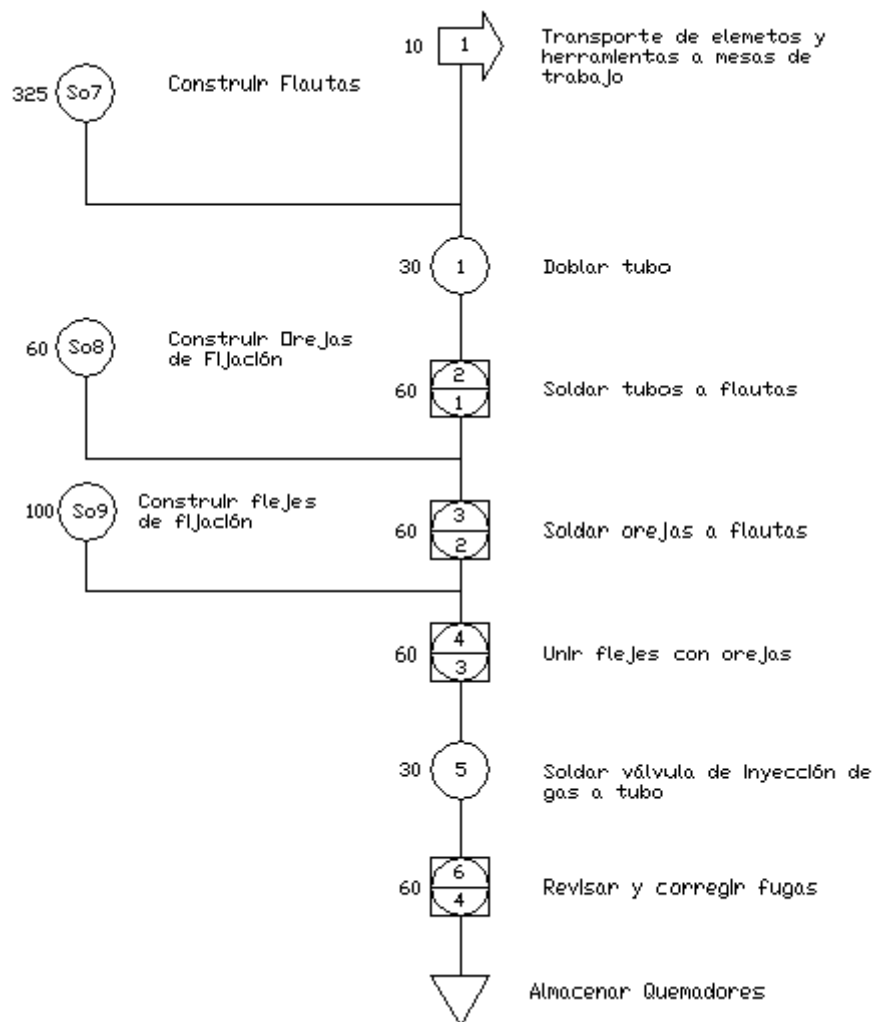 10 1 Transporte de elemetos y
herramientas a mesas de
trabajo
325 So7 Construir Flautas
30 1 Doblar tubo
60 So8 Construir Orejas
de Fijación
60 2 Soldar tubos a flautas
1
100 So9 Construir flejes
de fijación
60 3 Soldar orejas a flautas
2
60 4 Unir flejes con orejas
3
30 5 Soldar válvula de inyección de
gas a tubo
60 6 Revisar y corregir fugas
4
Almacenar Quemadores